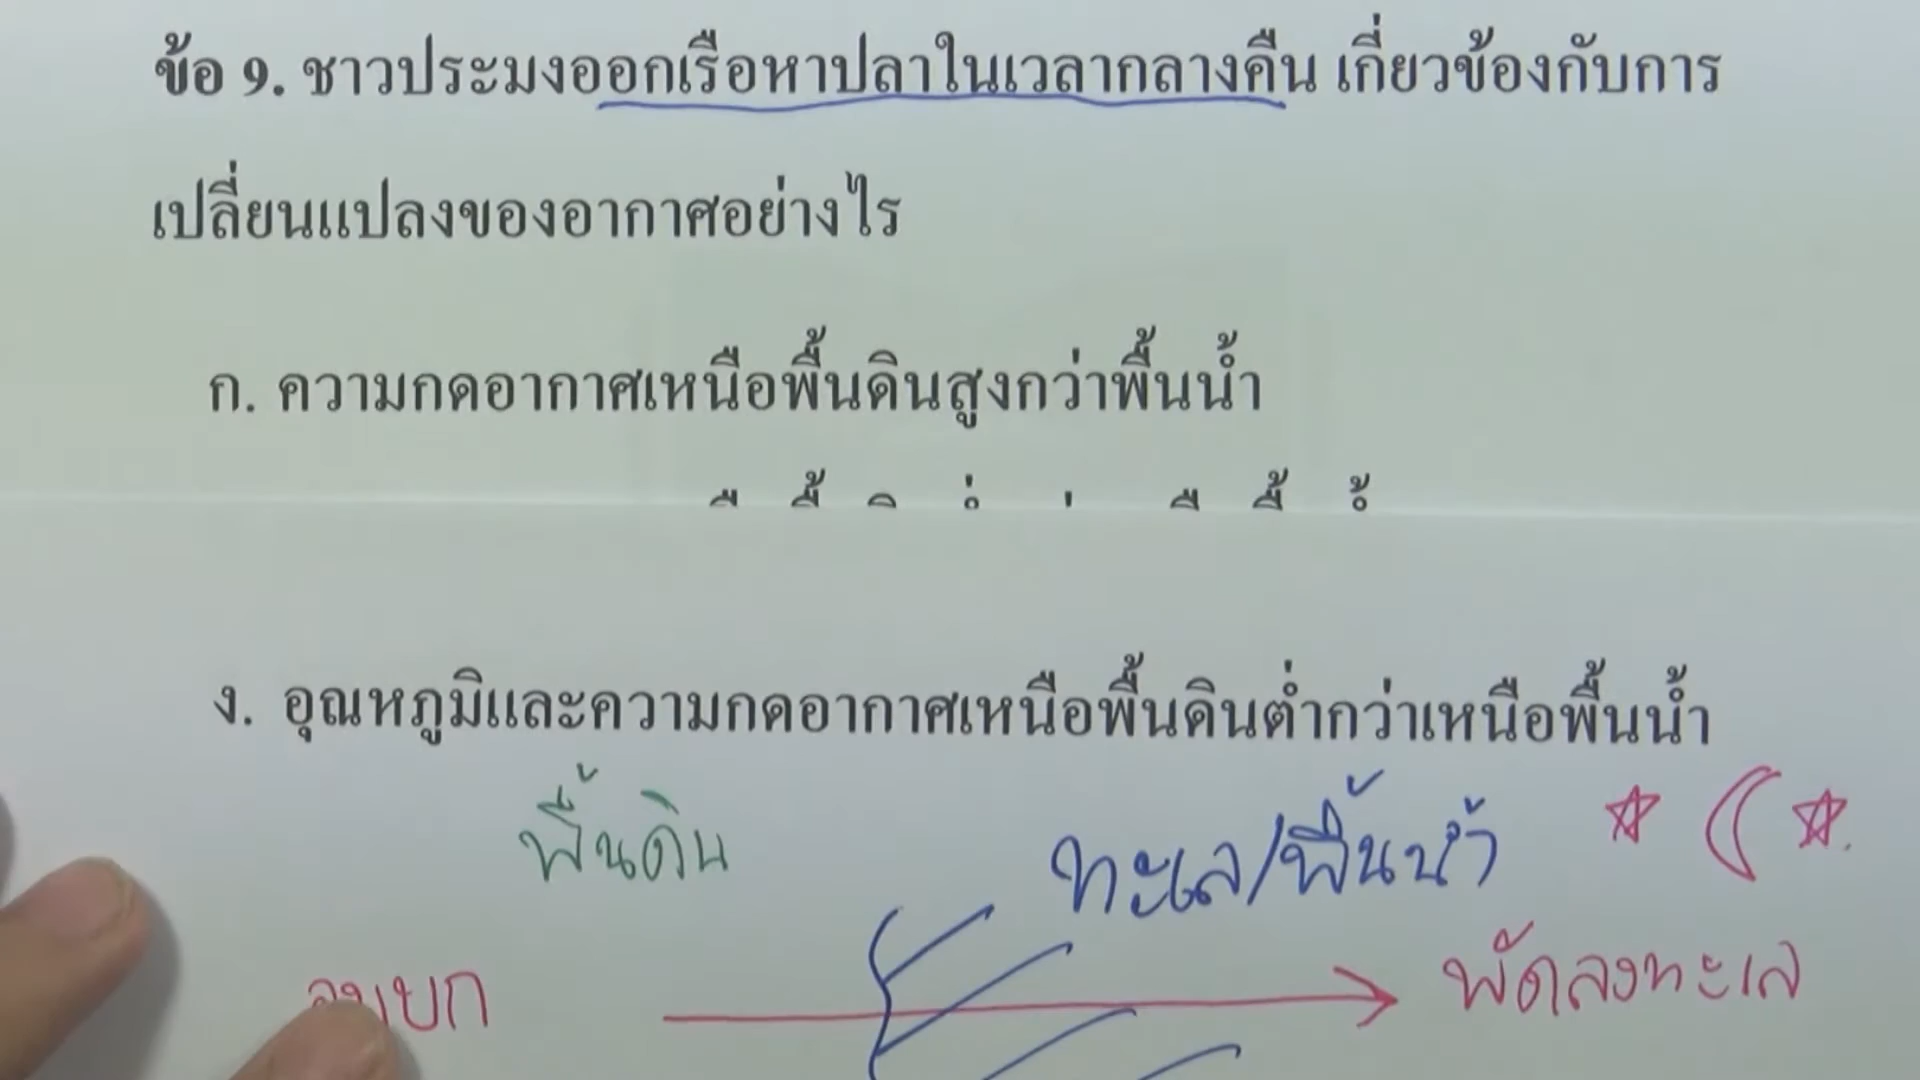 ข้อ 9. ชาวประมงออกเรือหาปลาในเวลากลางคืน เกี่ยวข้องกับการ
เปลี่ยนแปลงของอากาศอย่างไร
ก. ความกดอากาศเหนือพื้นดินสูงกว่าพื้นน้ำ
ง. อุณหภูมิและความกดอากาศเหนือพื้นดินต่ำกว่าเหนือพื้นน้ำ
พื้นดิน
ทะเล/พื้นน้ำ
บก
พัดลงทะเล